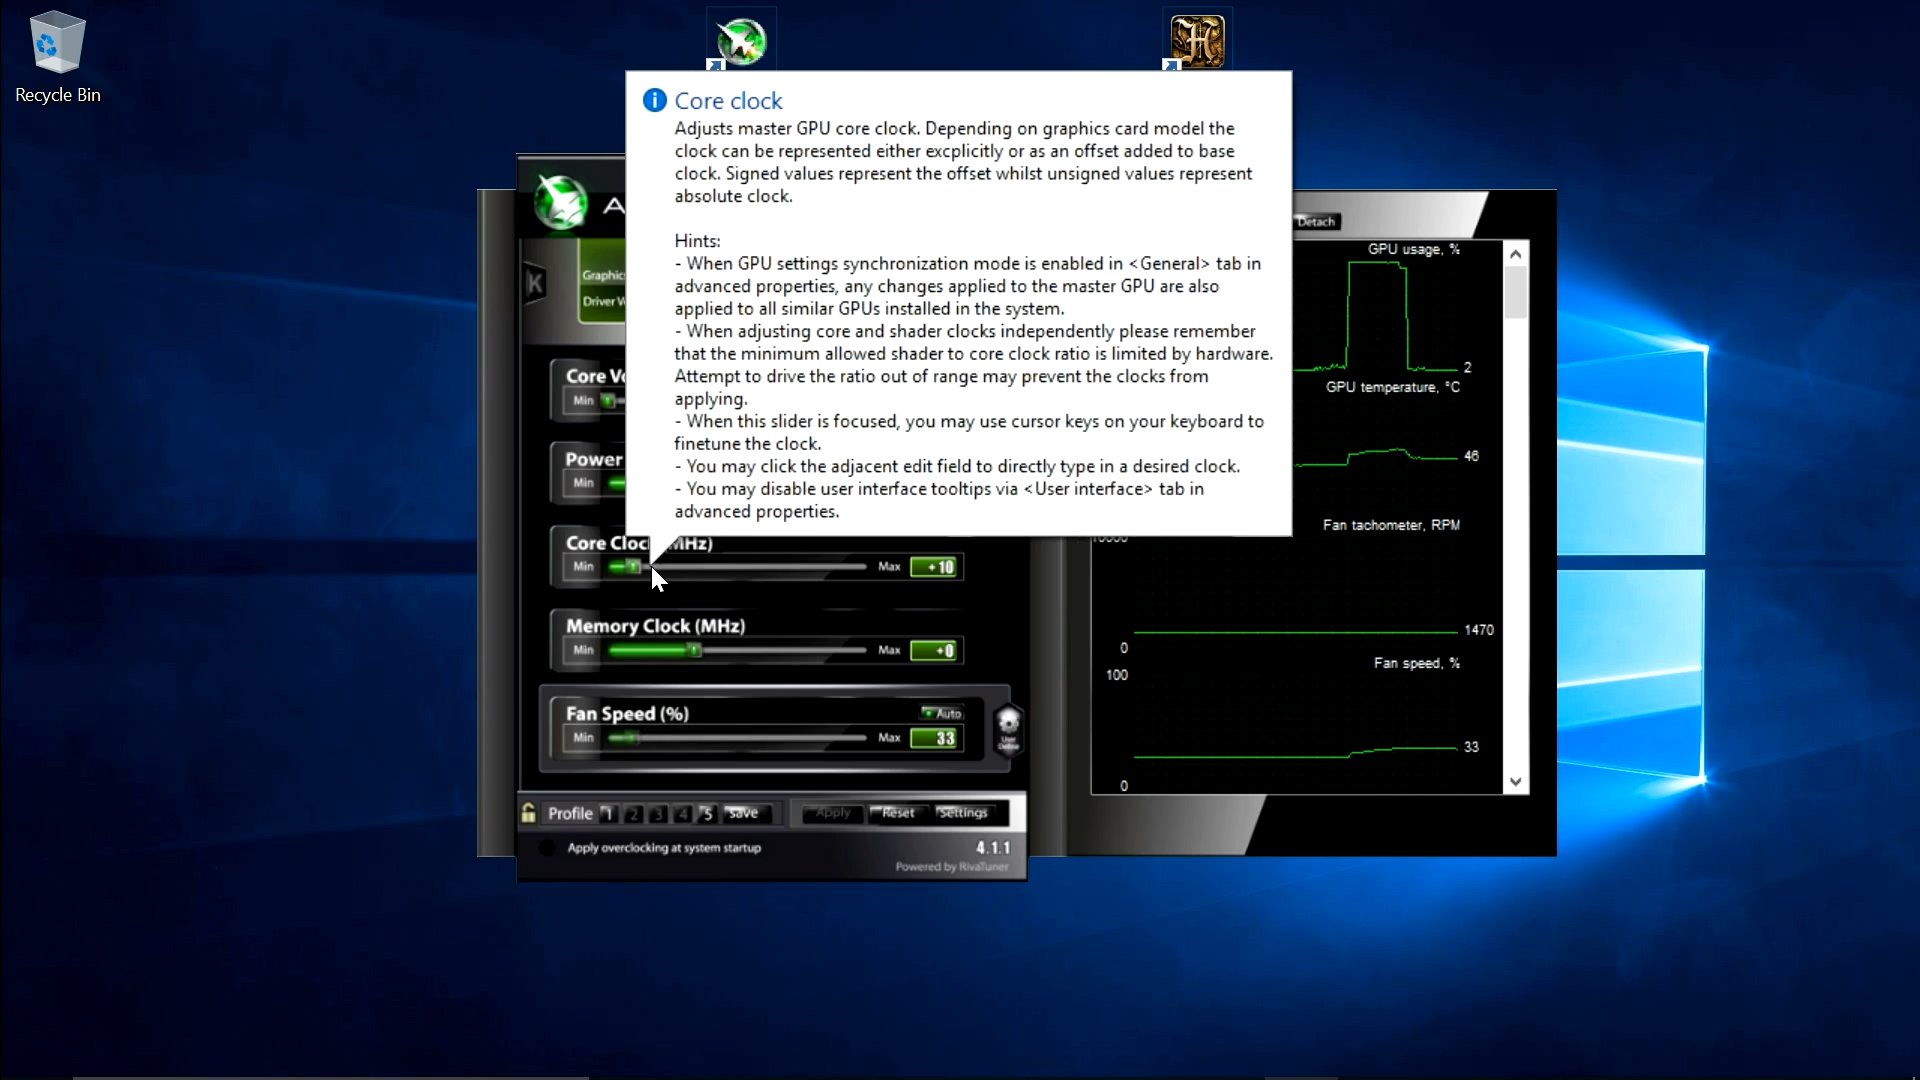 Recycle Bin
Core clock
Adjusts master GPU core clock. Depending on graphics card model the
clock can be represented either excplicitly or as an offset added to base
clock. Signed values represent the offset whilst unsigned values represent
absolute clock.
Hints:
- When GPU settings synchronization mode is enabled in <General> tab in
advanced properties, any changes applied to the master GPU are also
applied to all similar GPUs installed in the system.
- When adjusting core and shader clocks independently please remember
that the minimum allowed shader to core clock ratio is limited by hardware.
Attempt to drive the ratio out of range may prevent the clocks from
applying.
- When this slider is focused, you may use cursor keys on your keyboard to
finetune the clock.
- You may click the adjacent edit field to directly type in a desired clock.
- You may disable user interface tooltips via <User interface> tab in
advanced properties.
A
K
Graphics
Driver V
Core Vo
Min
Power
Min
Core Clock (MHz)
Min Max +10
Memory Clock (MHz)
Min Max +0
Fan Speed (%)
Auto
Min Max 33
User
Define
Profile 1 2 3 4 5 Save
Apply Reset Settings
Apply overclocking at system startup
4.1.1
Powered by RivaTuner
Detach
GPU usage, %
2
GPU temperature, °C
46
Fan tachometer, RPM
10000
1470
0
Fan speed, %
100
33
0